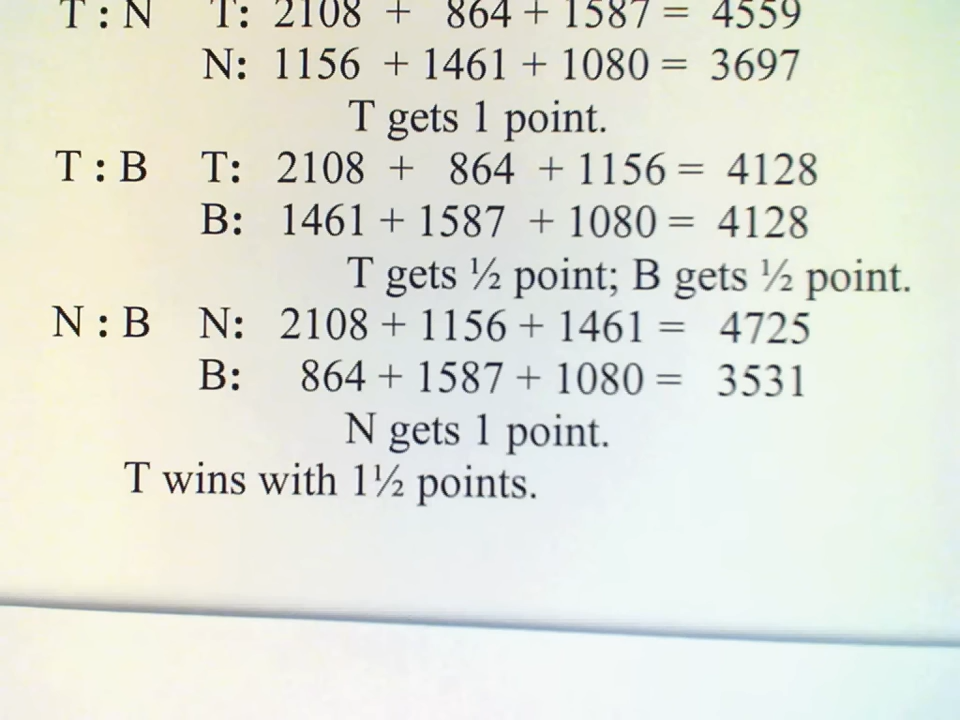 T : N T: 2108 + 864 + 1587 = 4559
N: 1156 + 1461 + 1080 = 3697
T gets 1 point.
T : B T: 2108 + 864 + 1156 = 4128
B: 1461 + 1587 + 1080 = 4128
T gets ½ point; B gets ½ point.
N : B N: 2108 + 1156 + 1461 = 4725
B: 864 + 1587 + 1080 = 3531
N gets 1 point.
T wins with 1½ points.